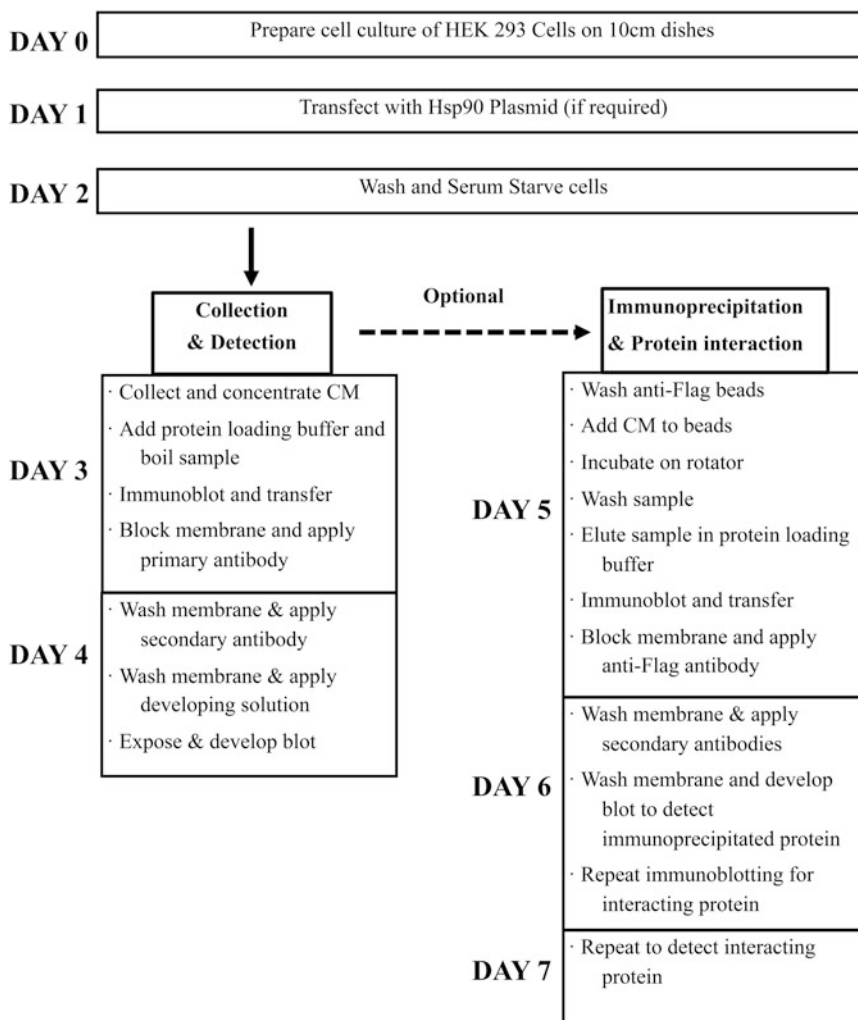 DAY 0
Prepare cell culture of HEK 293 Cells on 10cm dishes
DAY 1
Transfect with Hsp90 Plasmid (if required)
DAY 2
Wash and Serum Starve cells
Collection
& Detection
Optional
Immunoprecipitation
& Protein interaction
DAY 3
· Collect and concentrate CM
· Add protein loading buffer and
boil sample
· Immunoblot and transfer
· Block membrane and apply
primary antibody
DAY 4
· Wash membrane & apply
secondary antibody
· Wash membrane & apply
developing solution
· Expose & develop blot
DAY 5
· Wash anti-Flag beads
· Add CM to beads
· Incubate on rotator
· Wash sample
· Elute sample in protein loading
buffer
· Immunoblot and transfer
· Block membrane and apply
anti-Flag antibody
DAY 6
· Wash membrane & apply
secondary antibodies
· Wash membrane and develop
blot to detect
immunoprecipitated protein
· Repeat immunoblotting for
interacting protein
DAY 7
· Repeat to detect interacting
protein